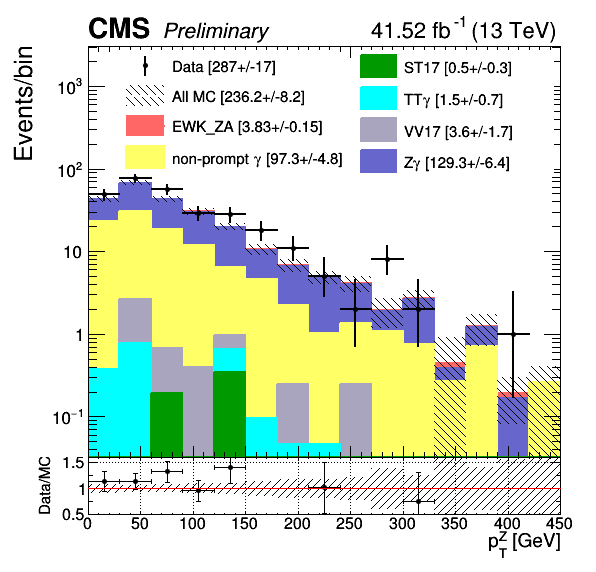 CMS Preliminary 41.52 fb⁻¹ (13 TeV)
Events/bin
Data [287+/-17]
All MC [236.2+/-8.2]
EWK_ZA [3.83+/-0.15]
non-prompt γ [97.3+/-4.8]
ST17 [0.5+/-0.3]
TTγ [1.5+/-0.7]
VV17 [3.6+/-1.7]
Zγ [129.3+/-6.4]
10³
10²
10
1
10⁻¹
Data/MC
1.5
1
0.5
0 50 100 150 200 250 300 350 400 450
p_T^Z [GeV]